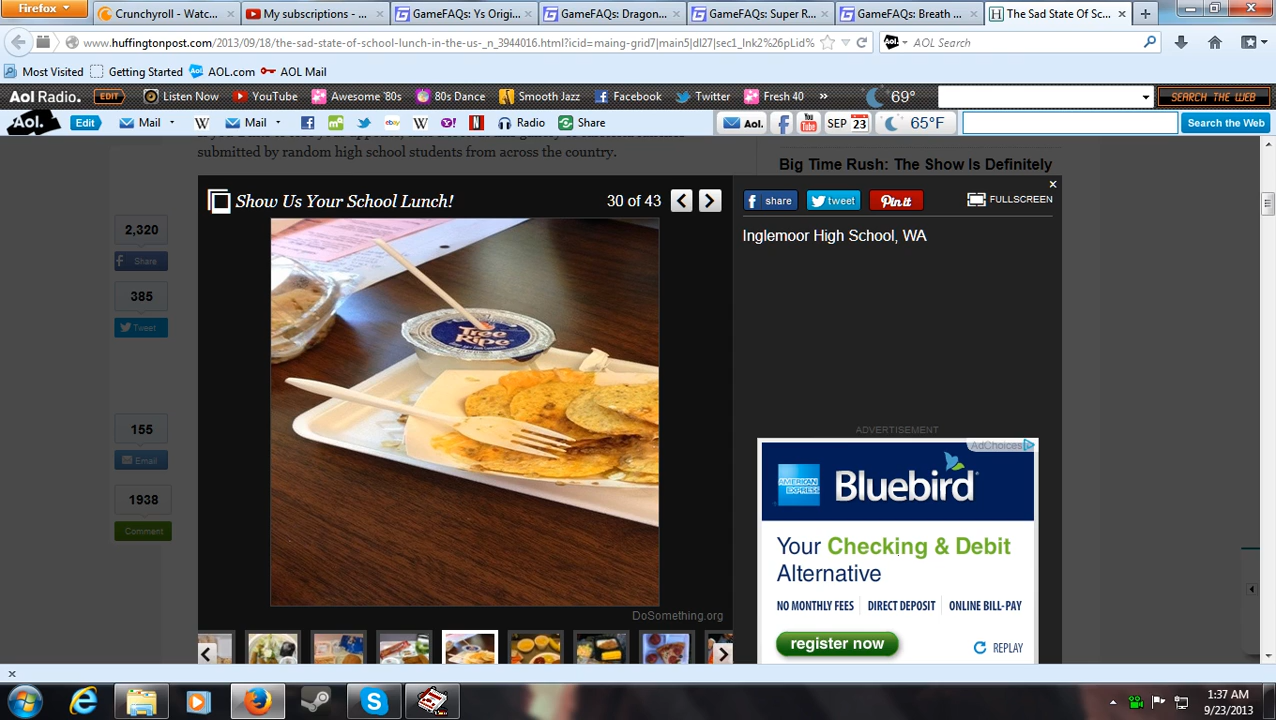 Firefox
Crunchyroll - Watc...
My subscriptions - ...
GameFAQs: Ys Origi...
GameFAQs: Dragon...
GameFAQs: Super R...
GameFAQs: Breath ...
The Sad State Of Sc...
www.huffingtonpost.com/2013/09/18/the-sad-state-of-school-lunch-in-the-us-_n_3944016.html?icid=maing-grid7|main5|dl27|sec1_lnk2%26pLid%
AOL Search
Most Visited
Getting Started
AOL.com
AOL Mail
Aol Radio.
EDIT
Listen Now
YouTube
Awesome '80s
80s Dance
Smooth Jazz
Facebook
Twitter
Fresh 40
69°
SEARCH THE WEB
Aol.
Edit
Mail
Mail
Radio
Share
Aol.
You Tube
SEP 23
65°F
Search the Web
submitted by random high school students from across the country.
Big Time Rush: The Show Is Definitely
Show Us Your School Lunch!
30 of 43
share
tweet
Pin it
FULLSCREEN
Inglemoor High School, WA
2,320
Share
385
Tweet
155
Email
1938
Comment
Tree Ripe
ADVERTISEMENT
AdChoices
AMERICAN EXPRESS
Bluebird
Your Checking & Debit
Alternative
NO MONTHLY FEES
DIRECT DEPOSIT
ONLINE BILL-PAY
register now
REPLAY
DoSomething.org
1:37 AM
9/23/2013